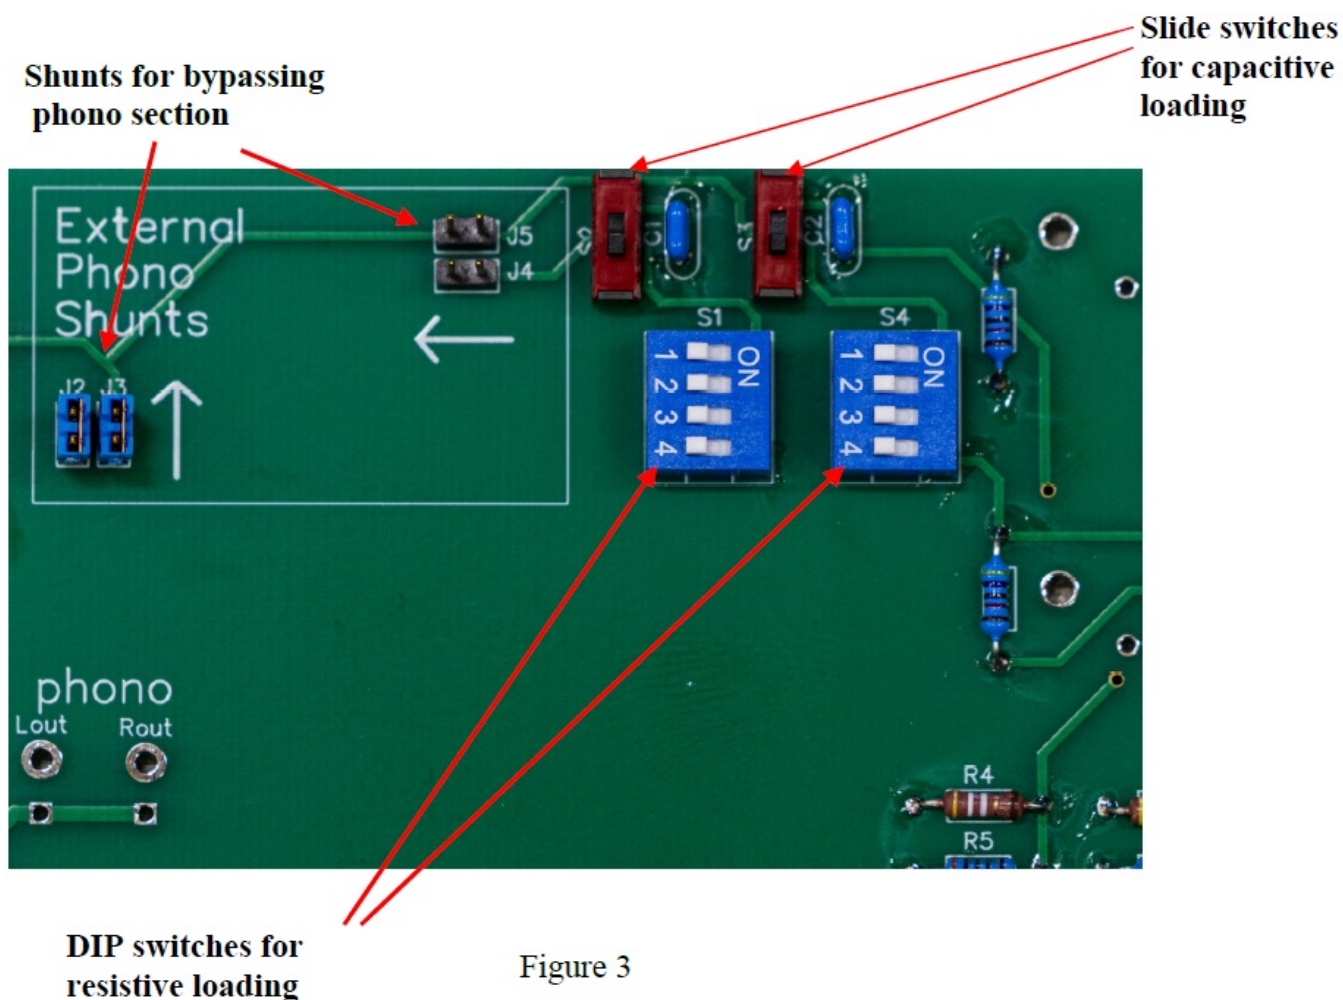 Slide switches
for capacitive
loading
Shunts for bypassing
phono section
External
Phono
Shunts
J5
J4
J2 J3
C1
S3
C2
S1
S4
1
2
3
4
ON
1
2
3
4
ON
phono
Lout Rout
R4
R5
DIP switches for
resistive loading
Figure 3